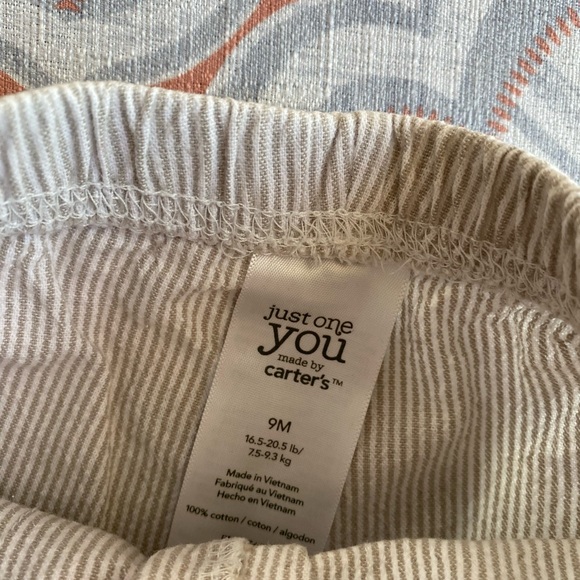 just one
you
made by
carter's™
9M
16.5-20.5 lb/
7.5-9.3 kg
Made in Vietnam
Fabriqué au Vietnam
Hecho en Vietnam
100% cotton / coton / algodon